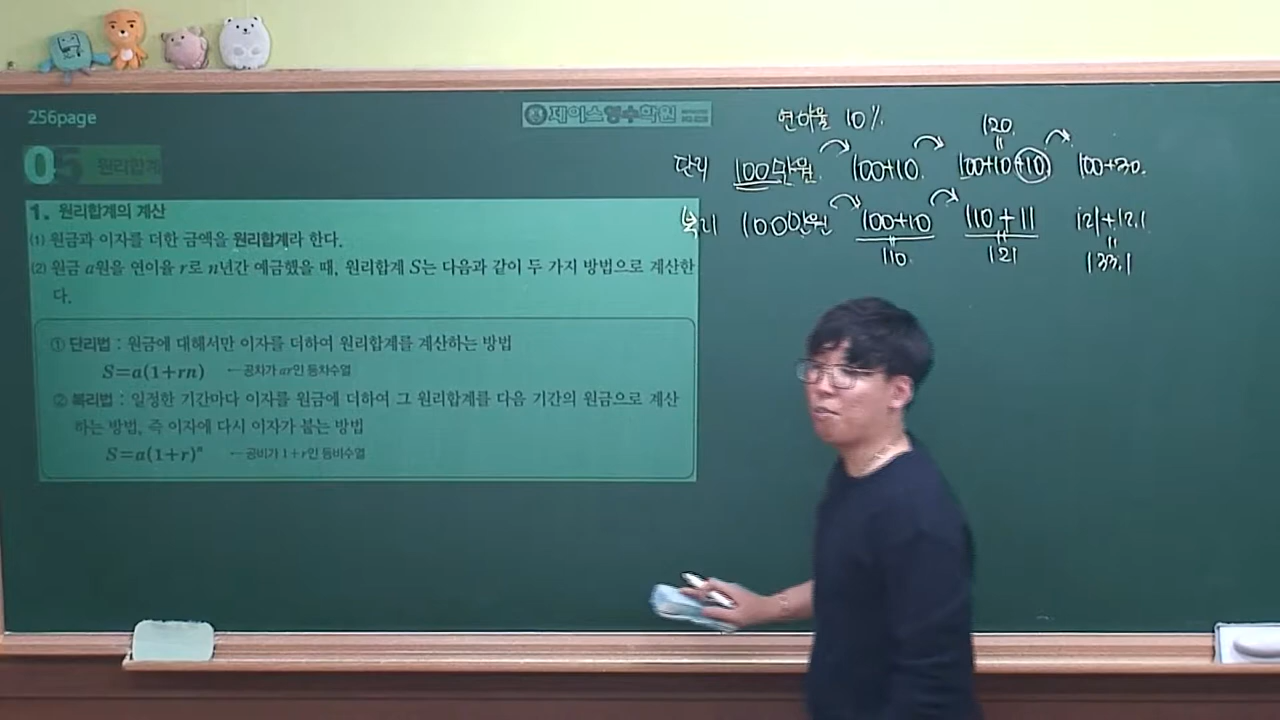 256page
제이스영수학원
05 원리합계
1. 원리합계의 계산
(1) 원금과 이자를 더한 금액을 원리합계라 한다.
(2) 원금 a원을 연이율 r로 n년간 예금했을 때, 원리합계 S는 다음과 같이 두 가지 방법으로 계산한
다.
① 단리법 : 원금에 대해서만 이자를 더하여 원리합계를 계산하는 방법
S=a(1+rn) ←공차가 ar인 등차수열
② 복리법 : 일정한 기간마다 이자를 원금에 더하여 그 원리합계를 다음 기간의 원금으로 계산
하는 방법, 즉 이자에 다시 이자가 붙는 방법
S=a(1+r)ⁿ ←공비가 1+r인 등비수열
연이율 10%
120
단리 100만원 100+10 100+10+10 100+30
복리 100만원 100+10 110+11 121+12.1
110 121 133.1